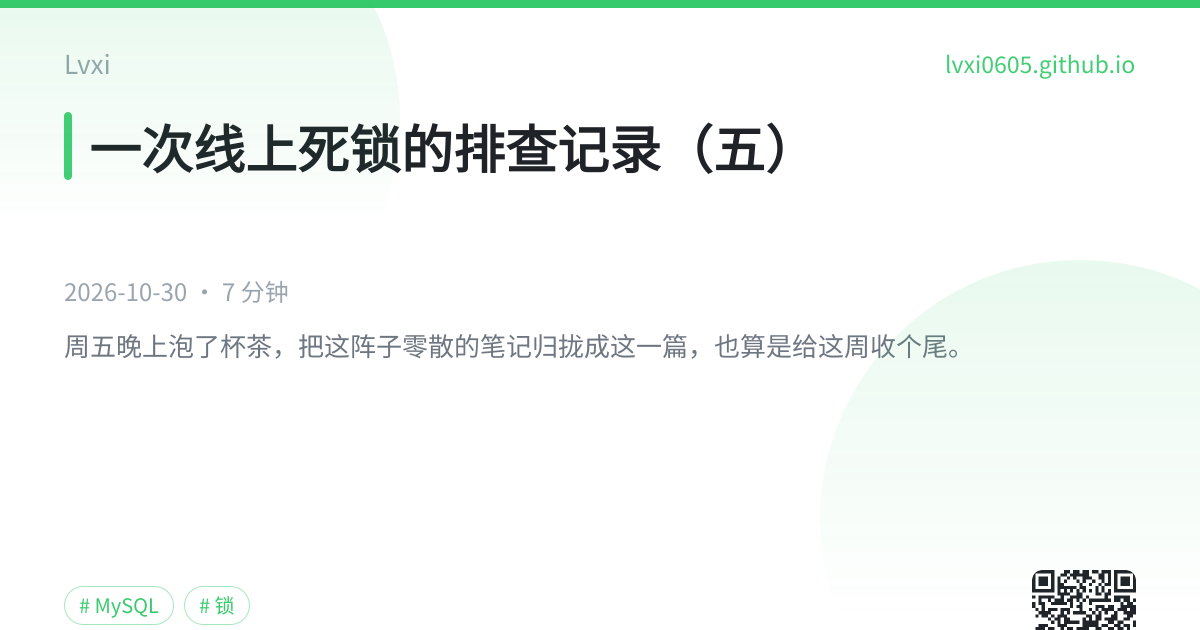 Lvxi
lvxi0605.github.io
一次线上死锁的排查记录（五）
2026-10-30 • 7 分钟
周五晚上泡了杯茶，把这阵子零散的笔记归拢成这一篇，也算是给这周收个尾。
# MySQL
# 锁